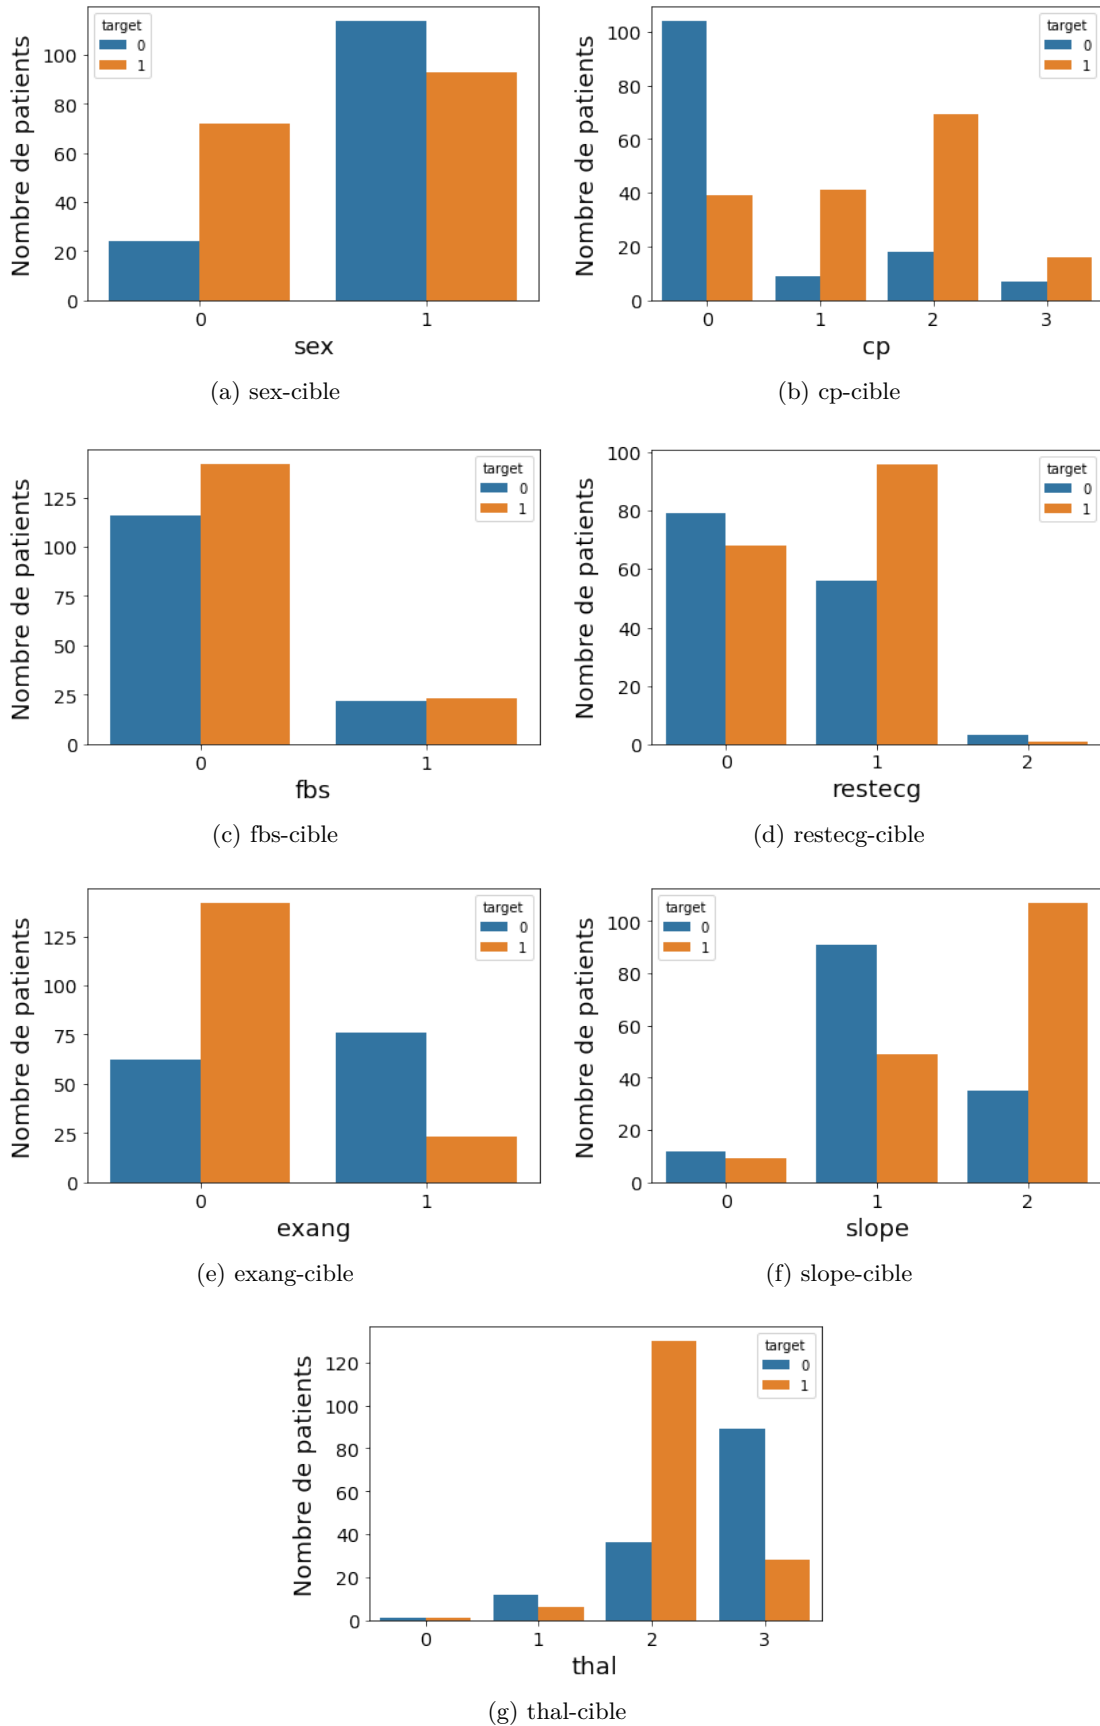 target
0
1
Nombre de patients
100
80
60
40
20
0
0 1
sex
(a) sex-cible
target
0
1
Nombre de patients
100
80
60
40
20
0
0 1 2 3
cp
(b) cp-cible
target
0
1
Nombre de patients
125
100
75
50
25
0
0 1
fbs
(c) fbs-cible
target
0
1
Nombre de patients
100
80
60
40
20
0
0 1 2
restecg
(d) restecg-cible
target
0
1
Nombre de patients
125
100
75
50
25
0
0 1
exang
(e) exang-cible
target
0
1
Nombre de patients
100
80
60
40
20
0
0 1 2
slope
(f) slope-cible
target
0
1
Nombre de patients
120
100
80
60
40
20
0
0 1 2 3
thal
(g) thal-cible